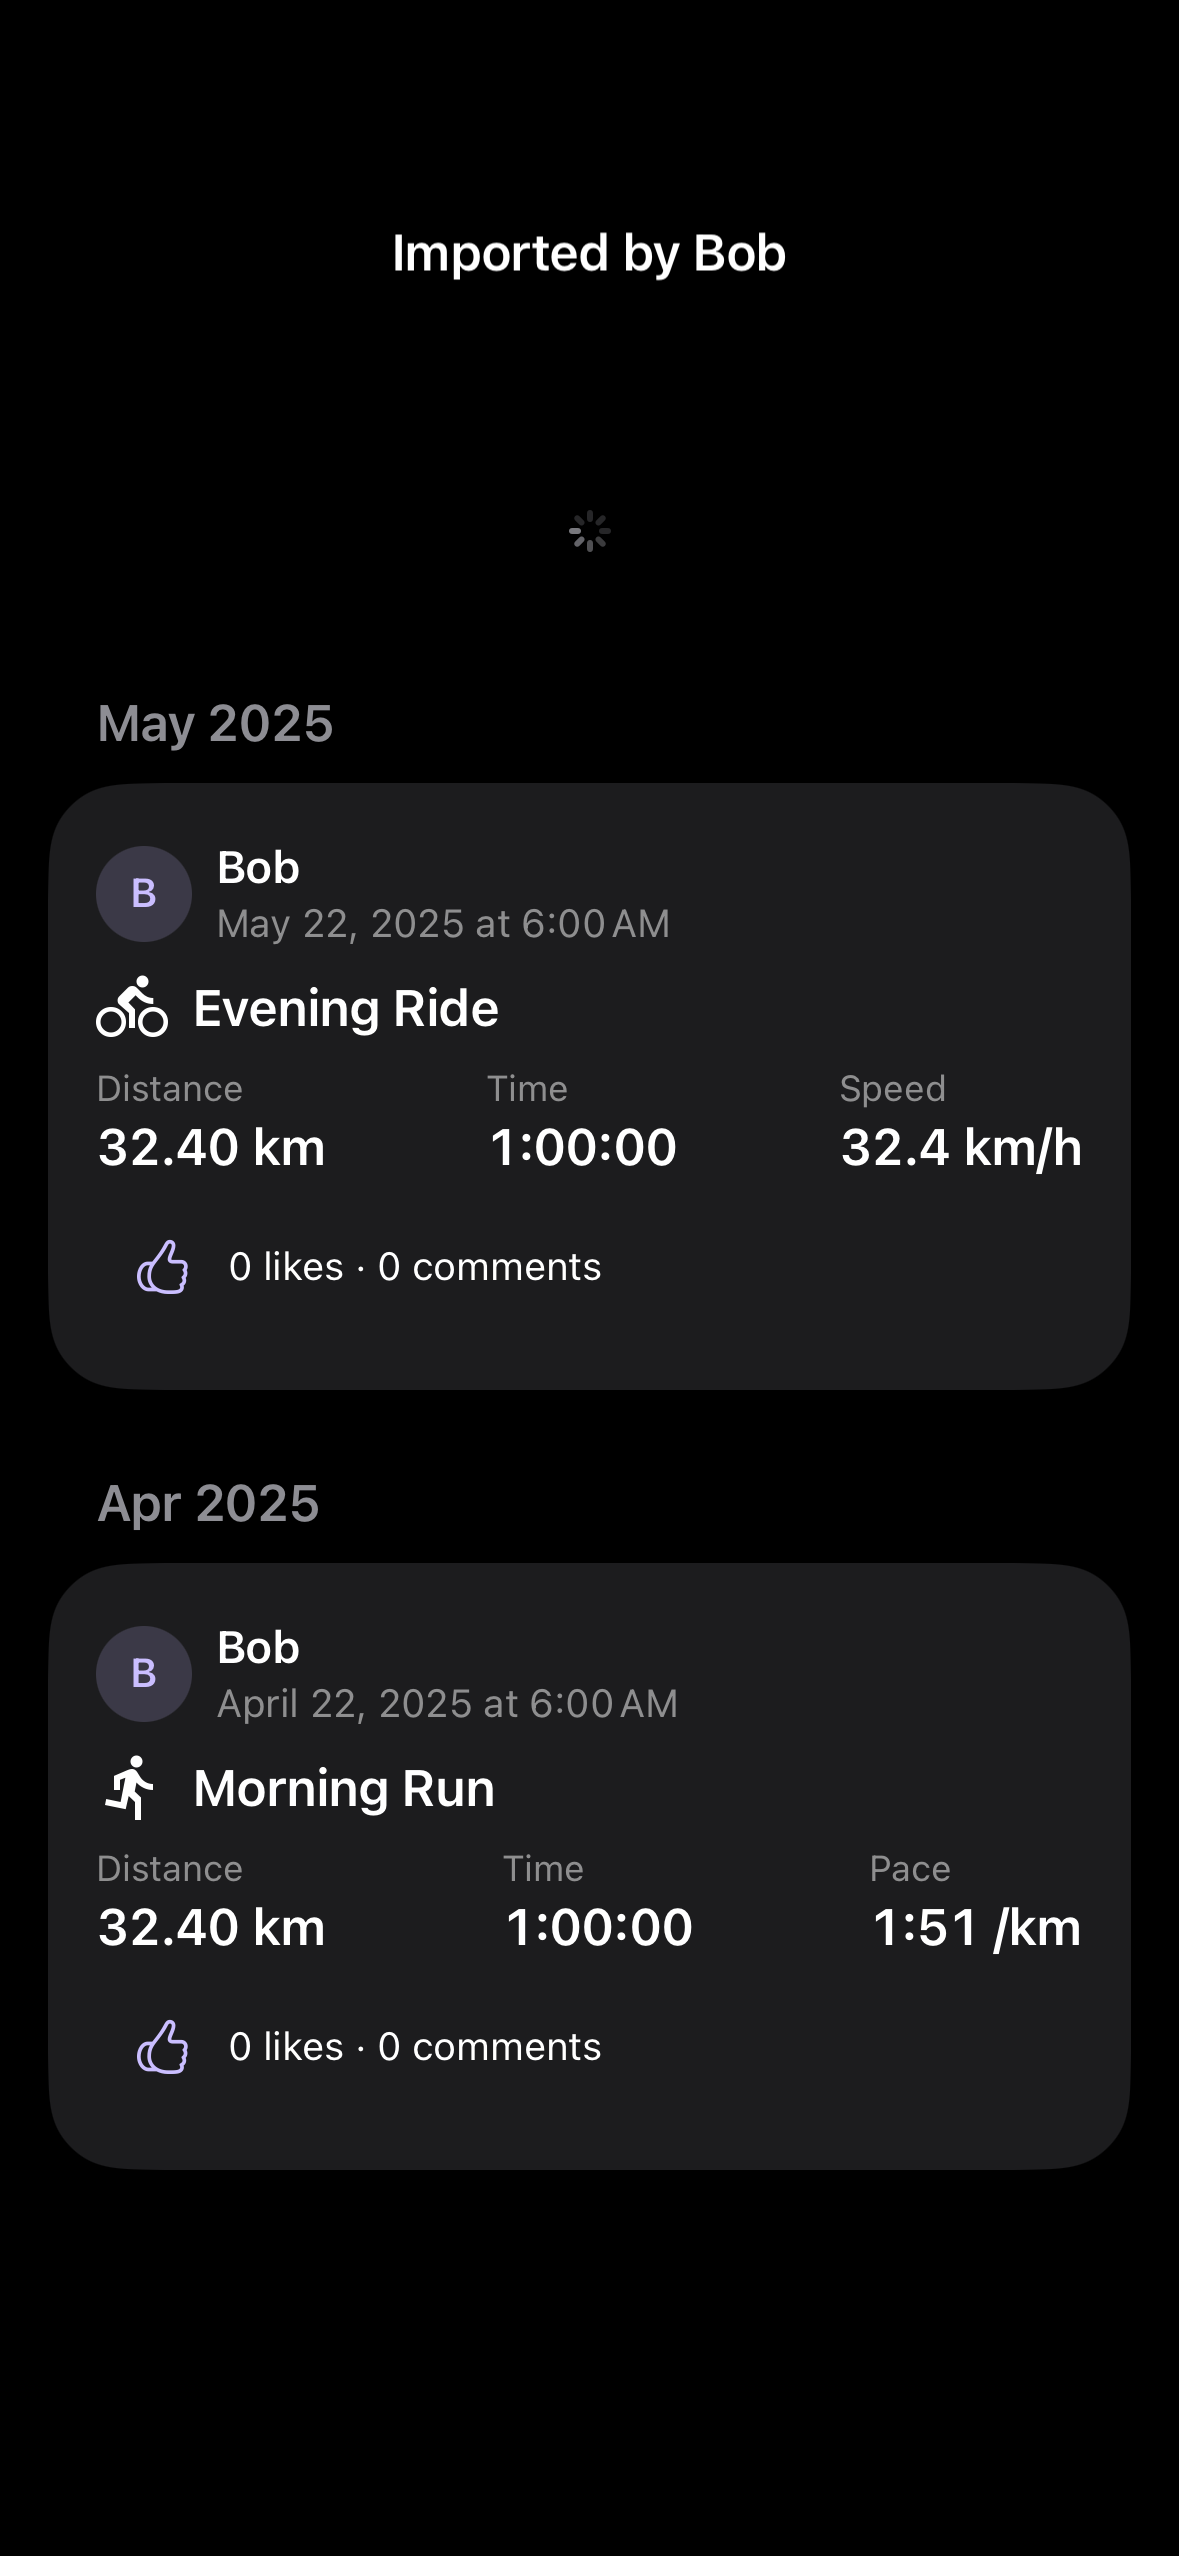 Imported by Bob
May 2025
B
Bob
May 22, 2025 at 6:00 AM
Evening Ride
Distance Time Speed
32.40 km 1:00:00 32.4 km/h
0 likes · 0 comments
Apr 2025
B
Bob
April 22, 2025 at 6:00 AM
Morning Run
Distance Time Pace
32.40 km 1:00:00 1:51 /km
0 likes · 0 comments